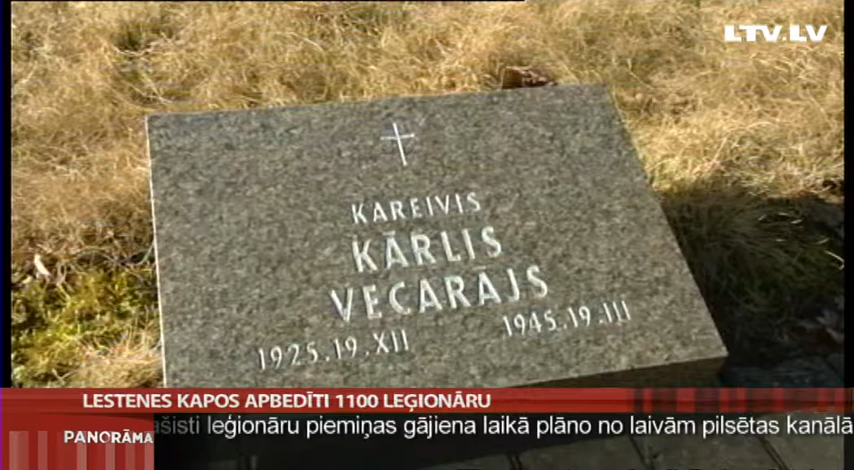 LTV.LV
KAREIVIS
KĀRLIS
VECARĀJS
1925.19.XII 1945.19.III
LESTENES KAPOS APBEDĪTI 1100 LEĢIONĀRU
PANORĀMA leģionāru piemiņas gājiena laikā plāno no laivām pilsētas kanālā